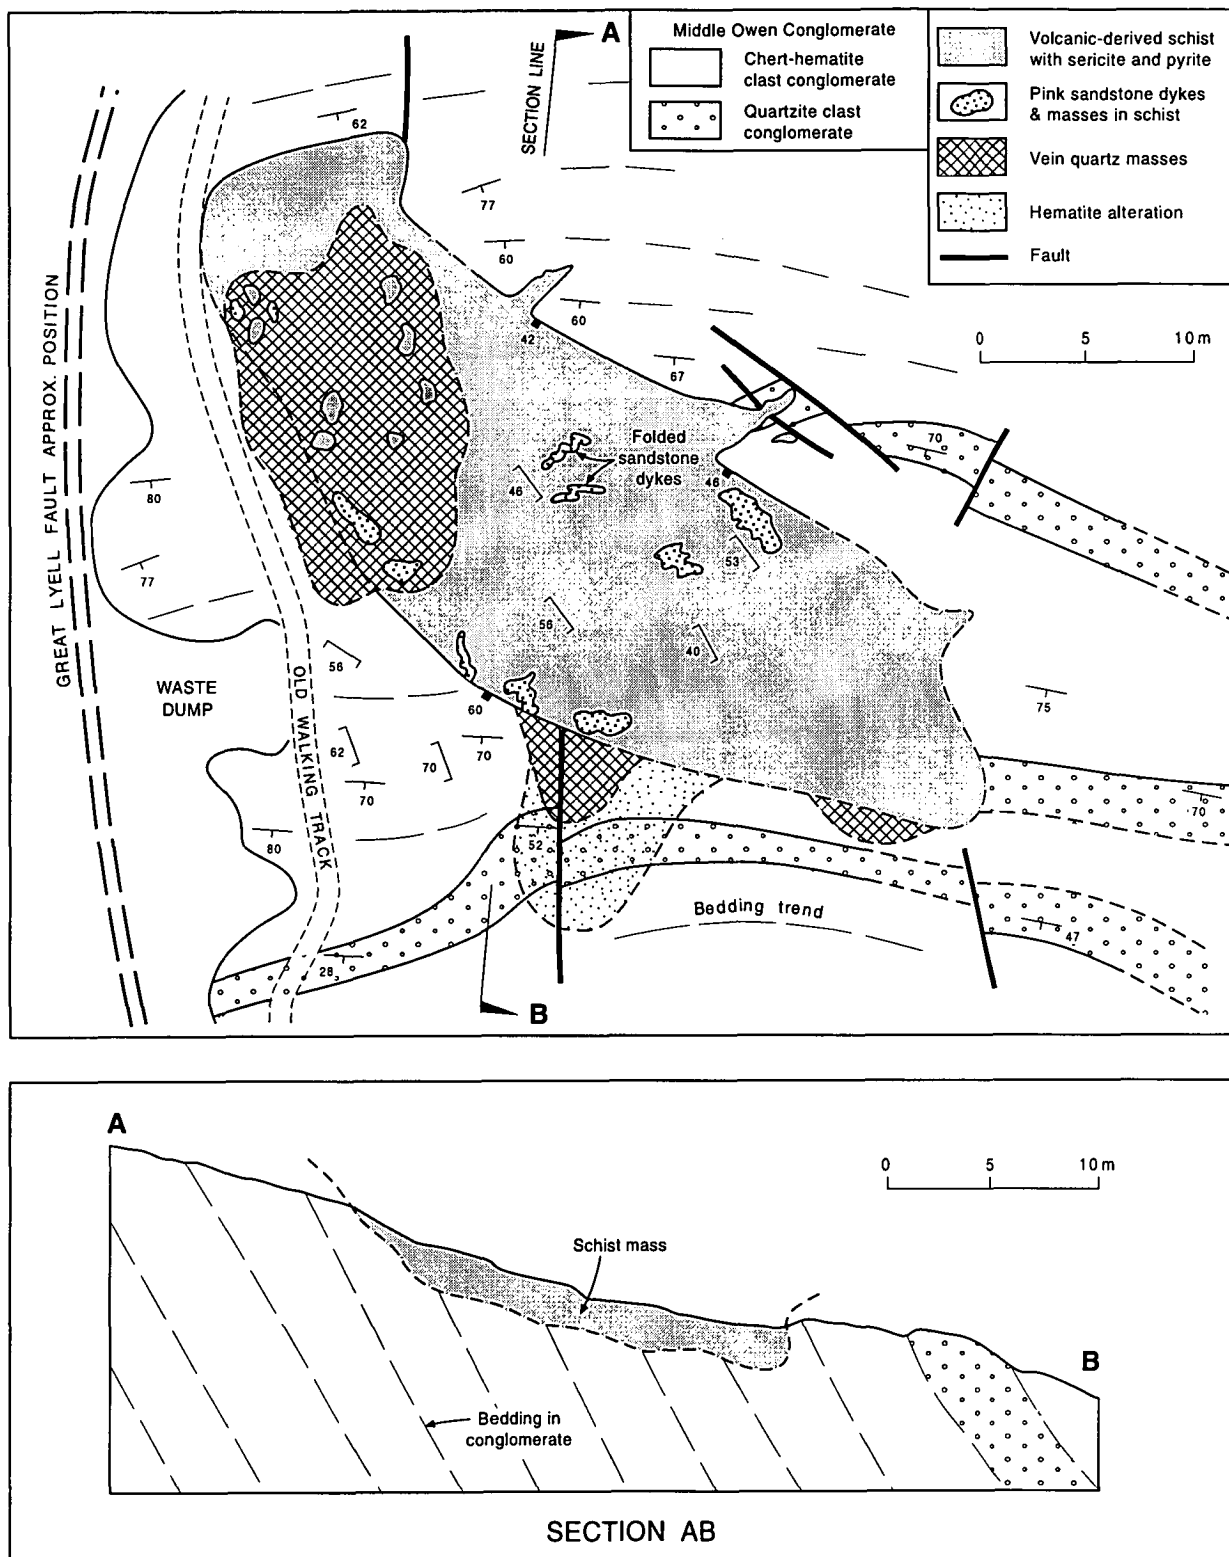 A
SECTION LINE
Middle Owen Conglomerate
Chert-hematite
clast conglomerate
Quartzite clast
conglomerate
Volcanic-derived schist
with sericite and pyrite
Pink sandstone dykes
& masses in schist
Vein quartz masses
Hematite alteration
Fault
0 5 10 m
62
77
60
60
42
67
70
46
Folded
sandstone
dykes
46
53
56
40
80
77
56
60
62
70
70
70
80
52
28
75
70
47
GREAT LYELL FAULT APPROX. POSITION
WASTE
DUMP
OLD WALKING TRACK
Bedding trend
B
A
0 5 10 m
Schist mass
Bedding in
conglomerate
B
SECTION AB